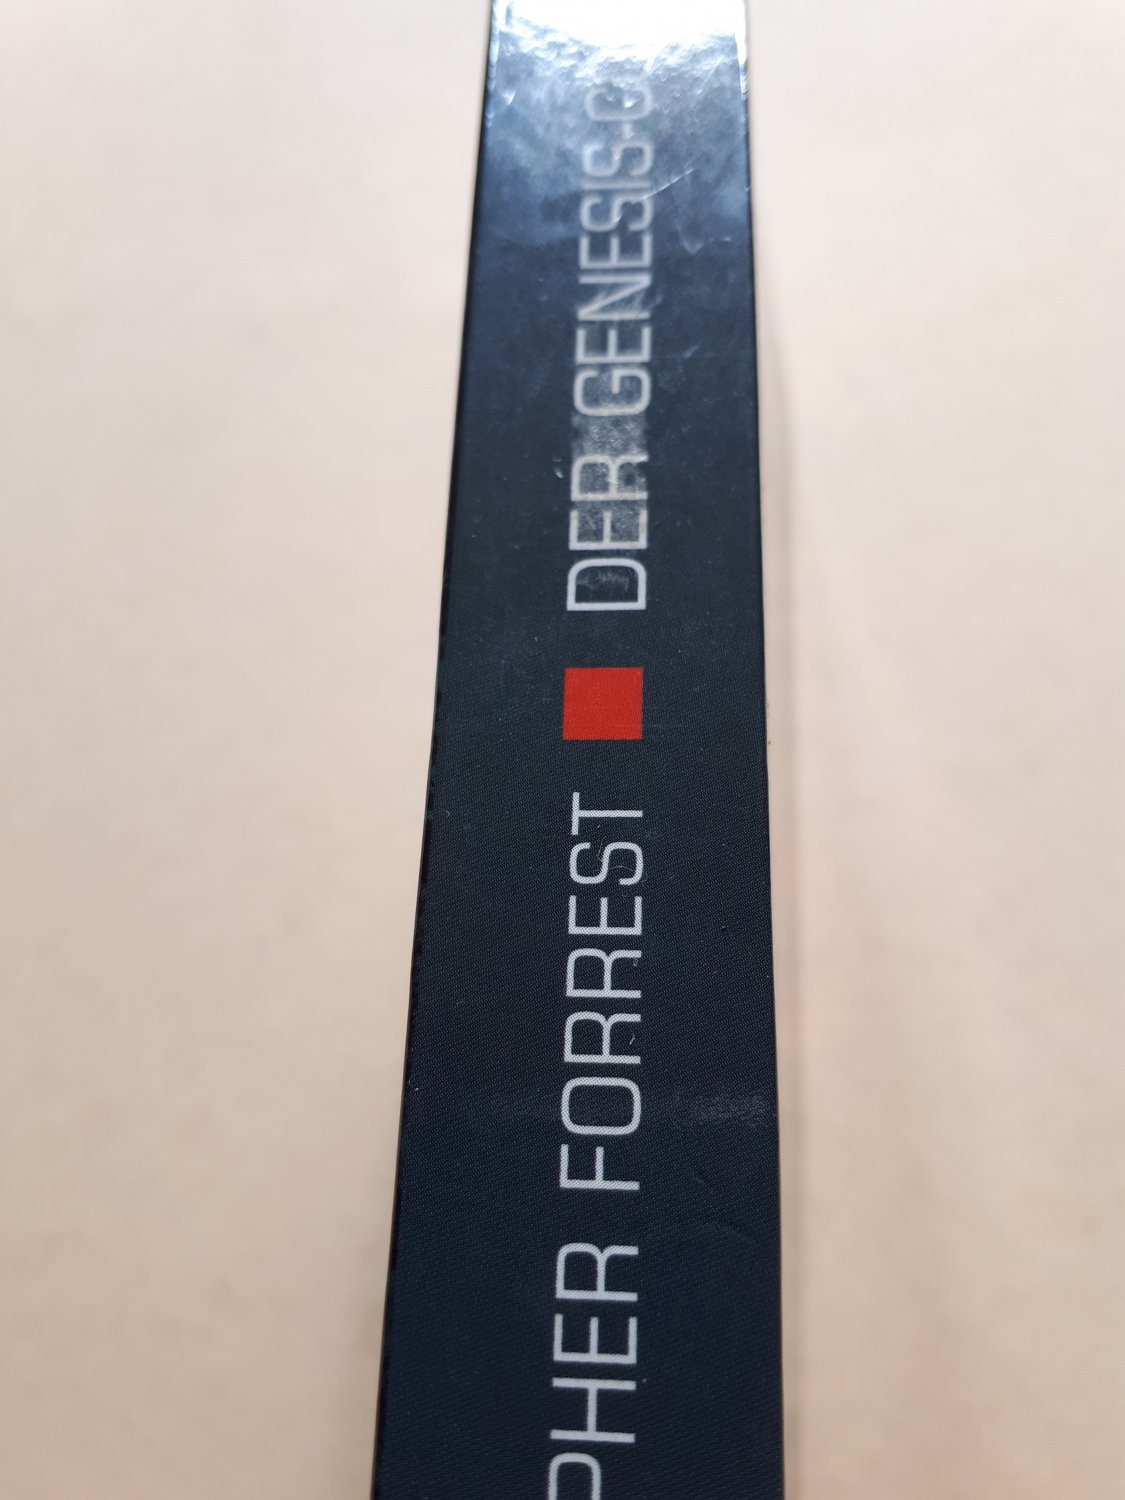 PHER FORREST ■ DER GENESIS-C